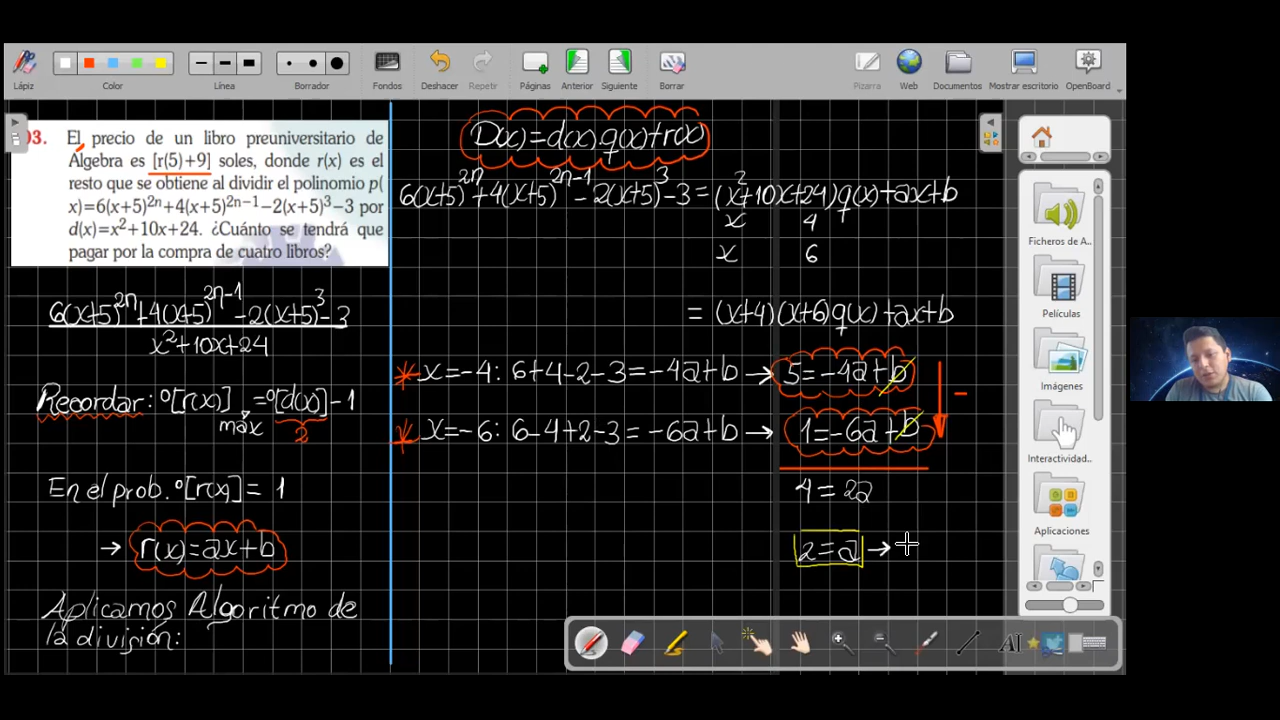 Lápiz
Color
Línea
Borrador
Fondos
Deshacer
Repetir
Páginas
Anterior
Siguiente
Borrar
Pizarra
Web
Documentos
Mostrar escritorio
OpenBoard
03. El precio de un libro preuniversitario de
Álgebra es [r(5)+9] soles, donde r(x) es el
resto que se obtiene al dividir el polinomio p(
x)=6(x+5)²ⁿ+4(x+5)²ⁿ⁻¹−2(x+5)³−3 por
d(x)=x²+10x+24. ¿Cuánto se tendrá que
pagar por la compra de cuatro libros?
6(x+5)²ⁿ+4(x+5)²ⁿ⁻¹−2(x+5)³−3
x²+10x+24
Recordar: °[r(x)]máx = °[d(x)]−1
2
En el prob. °[r(x)] = 1
→ r(x)=ax+b
Aplicamos Algoritmo de
la división:
D(x)=d(x).q(x)+r(x)
6(x+5)²ⁿ+4(x+5)²ⁿ⁻¹−2(x+5)³−3=(x²+10x+24)q(x)+ax+b
x 4
x 6
= (x+4)(x+6)q(x)+ax+b
* x=−4: 6+4−2−3=−4a+b → 5=−4a+b
−
* x=−6: 6−4+2−3=−6a+b → 1=−6a+b
4=2a
2=a →
Ficheros de A...
Películas
Imágenes
Interactividad...
Aplicaciones
AI